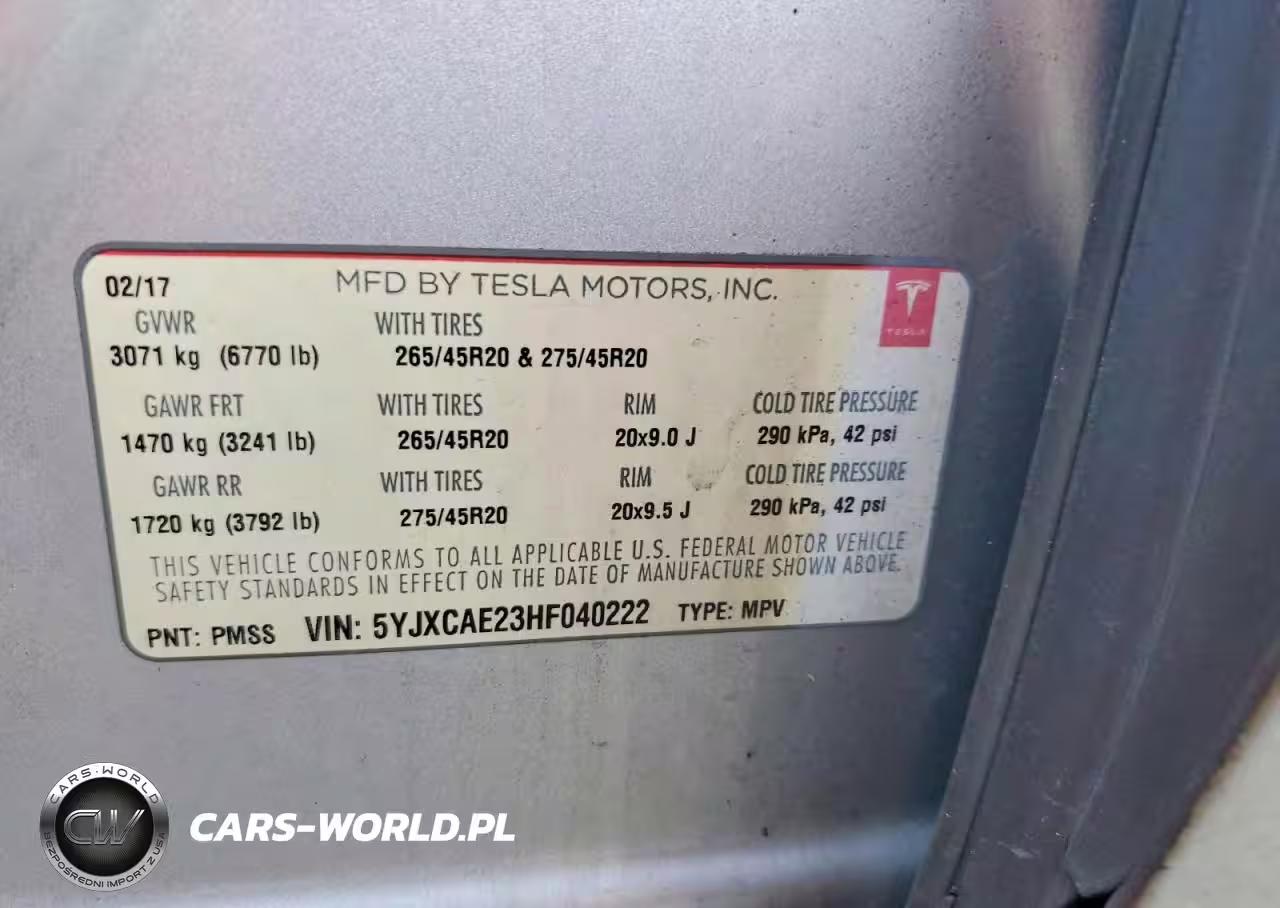 02/17 MFD BY TESLA MOTORS, INC.
TESLA
GVWR WITH TIRES
3071 kg (6770 lb) 265/45R20 & 275/45R20
GAWR FRT WITH TIRES RIM COLD TIRE PRESSURE
1470 kg (3241 lb) 265/45R20 20x9.0 J 290 kPa, 42 psi
GAWR RR WITH TIRES RIM COLD TIRE PRESSURE
1720 kg (3792 lb) 275/45R20 20x9.5 J 290 kPa, 42 psi
THIS VEHICLE CONFORMS TO ALL APPLICABLE U.S. FEDERAL MOTOR VEHICLE
SAFETY STANDARDS IN EFFECT ON THE DATE OF MANUFACTURE SHOWN ABOVE.
PNT: PMSS VIN: 5YJXCAE23HF040222 TYPE: MPV
CARS-WORLD
CW
BEZPOŚREDNI IMPORT Z USA
CARS-WORLD.PL